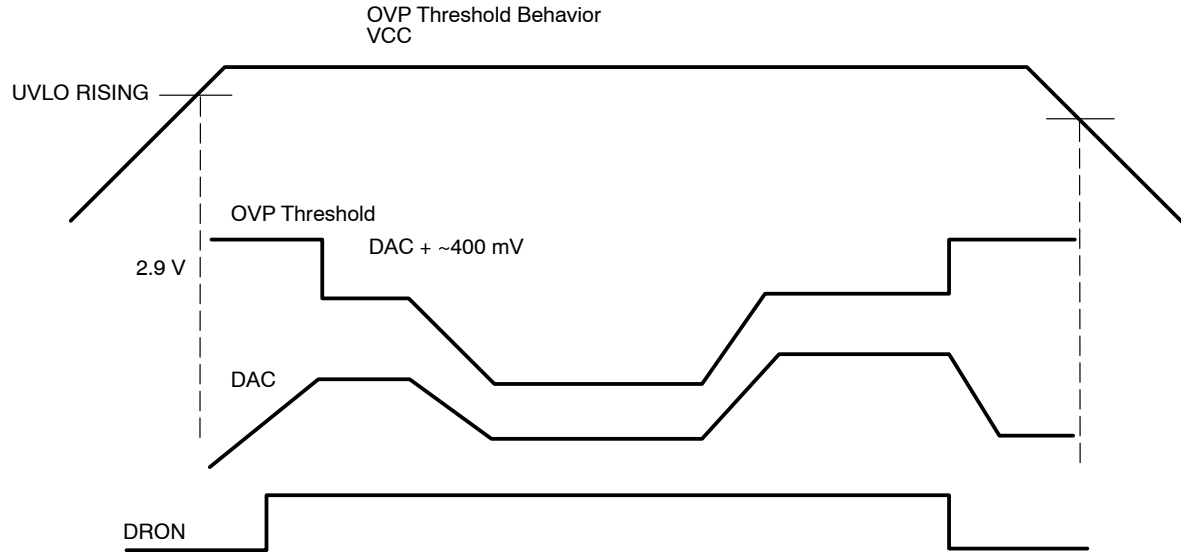 OVP Threshold Behavior
VCC
UVLO RISING
OVP Threshold
DAC + ~400 mV
2.9 V
DAC
DRON